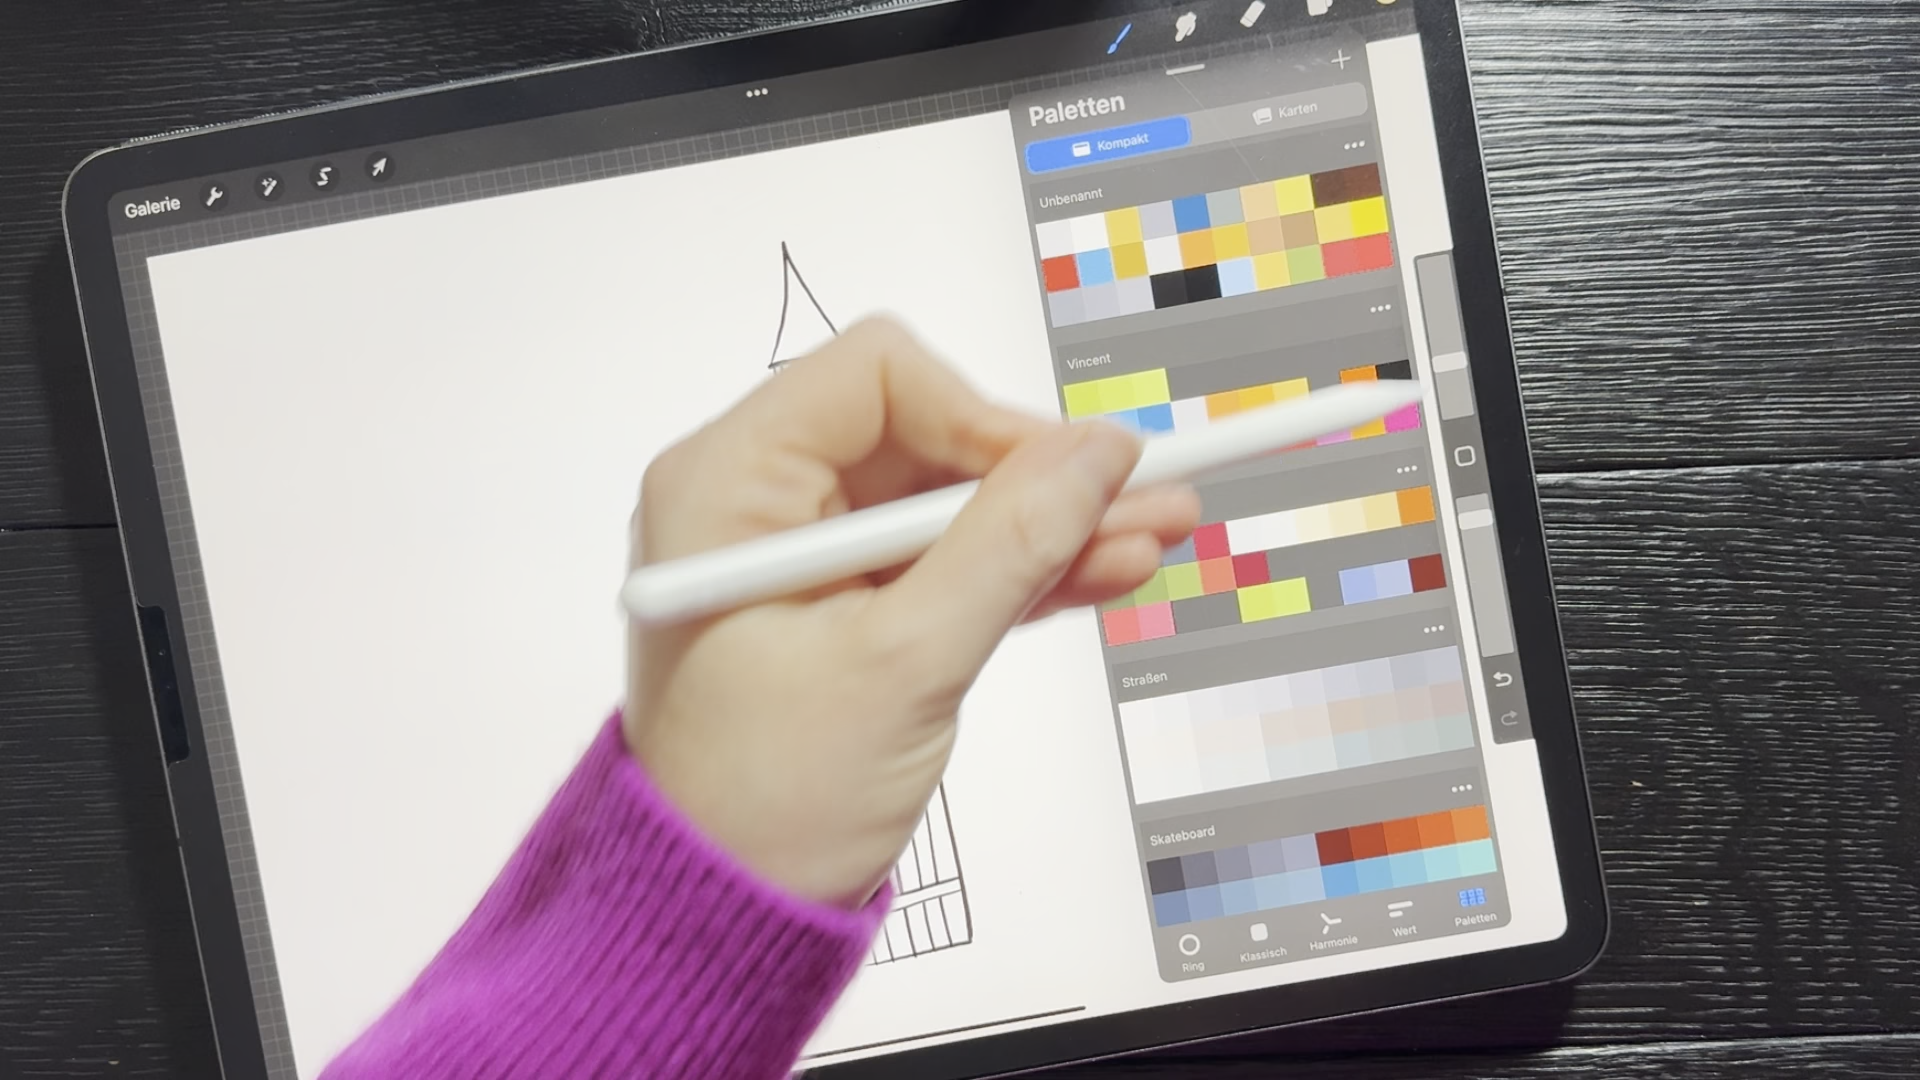 Galerie
Paletten
Kompakt
Karten
Unbenannt
Vincent
Straßen
Skateboard
Ring
Klassisch
Harmonie
Wert
Paletten